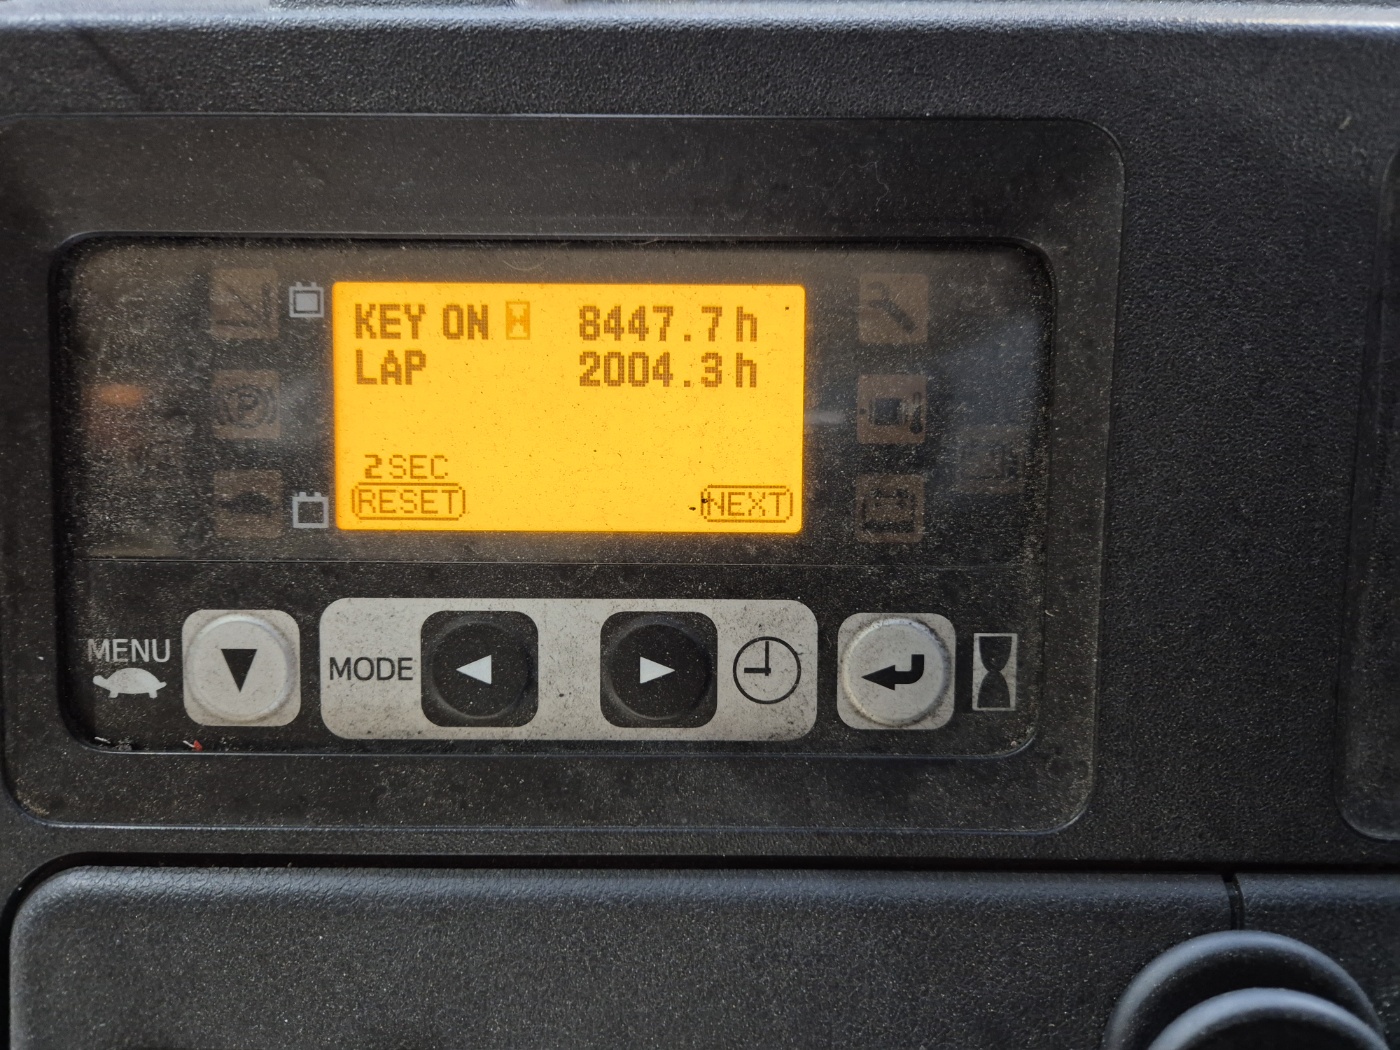 KEY ON 8447.7 h
LAP 2004.3 h
2 SEC
RESET NEXT
MENU MODE